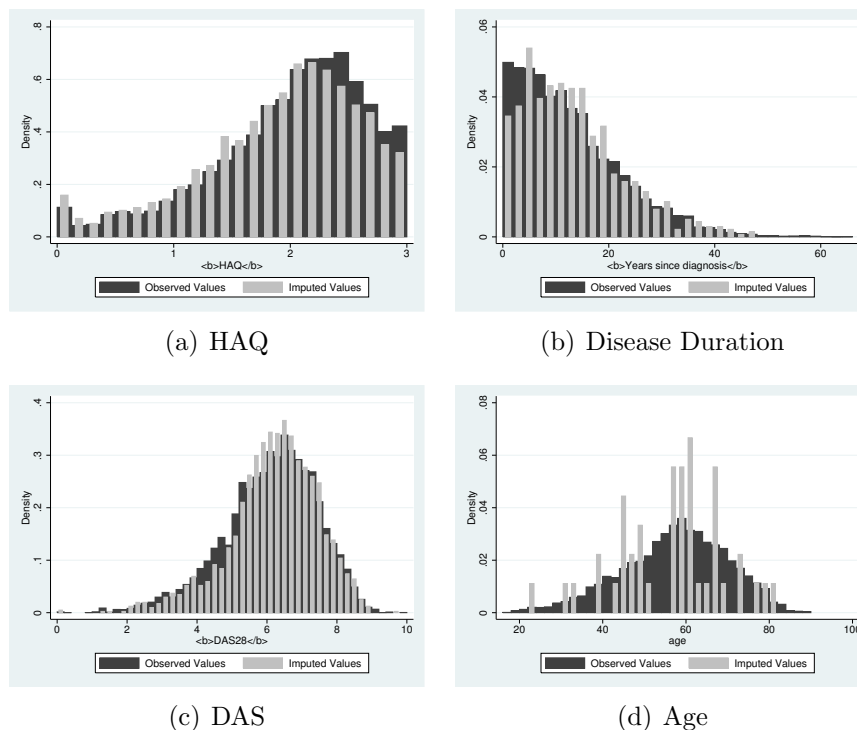 .8
.6
.4
.2
0
Density
0 1 2 3
<b>HAQ</b>
Observed Values Imputed Values
(a) HAQ
.06
.04
.02
0
Density
0 20 40 60
<b>Years since diagnosis</b>
Observed Values Imputed Values
(b) Disease Duration
.4
.3
.2
.1
0
Density
0 2 4 6 8 10
<b>DAS28</b>
Observed Values Imputed Values
(c) DAS
.08
.06
.04
.02
0
Density
20 40 60 80 100
age
Observed Values Imputed Values
(d) Age